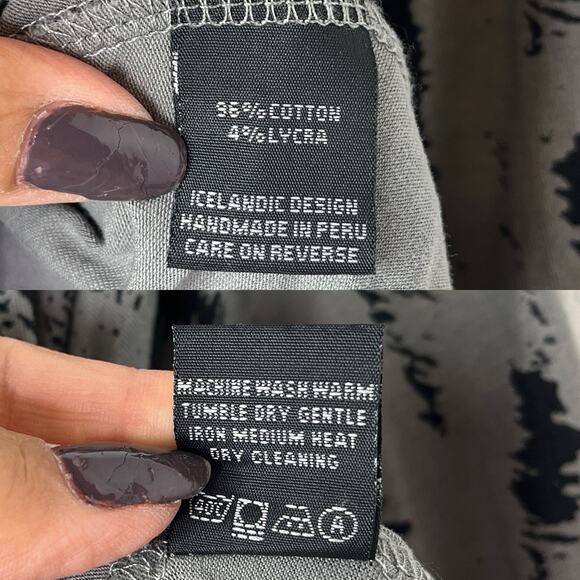 96% COTTON
4% LYCRA
ICELANDIC DESIGN
HANDMADE IN PERU
CARE ON REVERSE
MACHINE WASH WARM
TUMBLE DRY GENTLE
IRON MEDIUM HEAT
DRY CLEANING
40° A